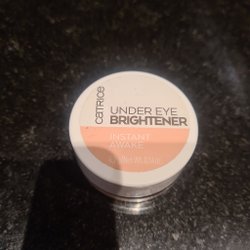 CATRICE
UNDER EYE
BRIGHTENER
INSTANT
AWAKE